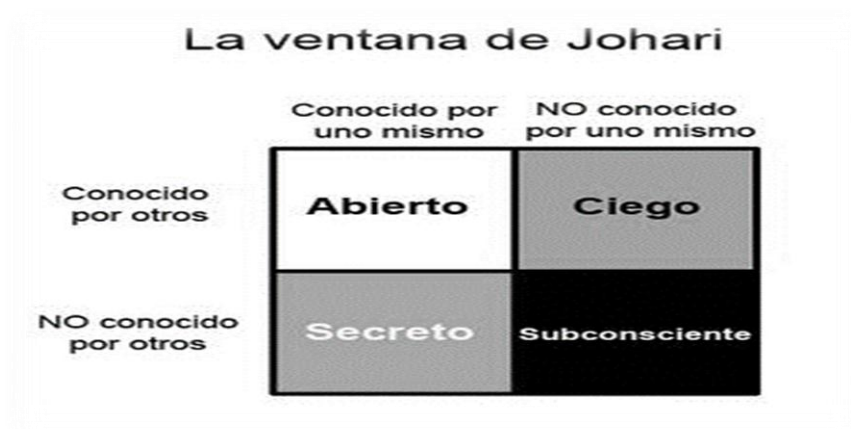 La ventana de Johari
Conocido por
uno mismo
NO conocido
por uno mismo
Conocido
por otros
Abierto
Ciego
NO conocido
por otros
Secreto
Subconsciente